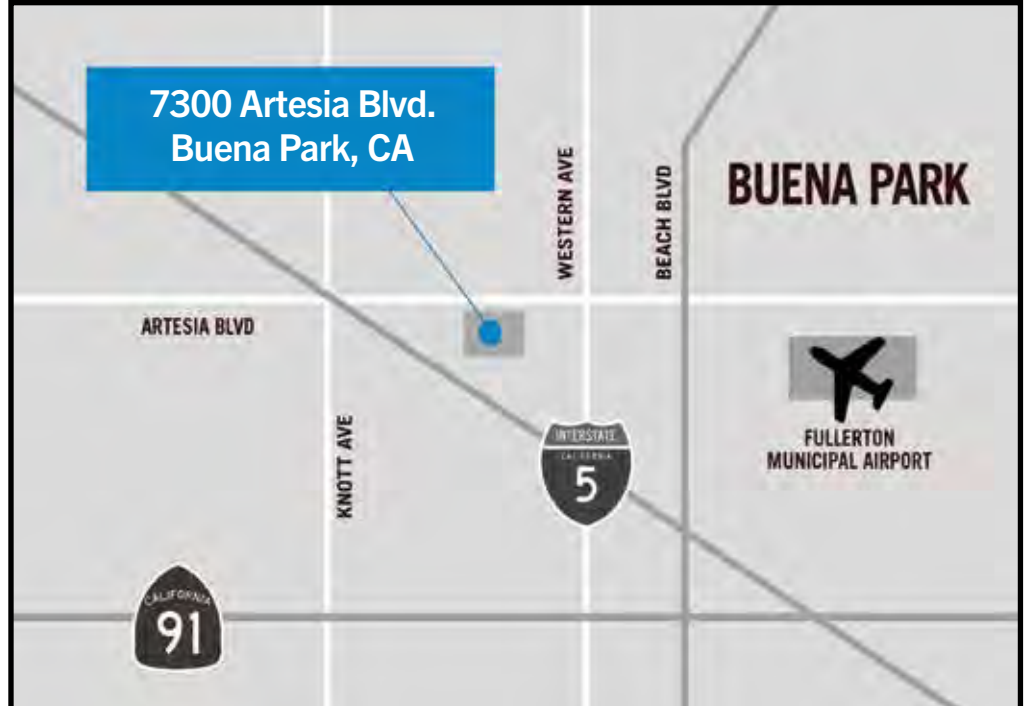 7300 Artesia Blvd.
Buena Park, CA
WESTERN AVE
BEACH BLVD
BUENA PARK
ARTESIA BLVD
KNOTT AVE
INTERSTATE
CALIFORNIA
5
FULLERTON
MUNICIPAL AIRPORT
CALIFORNIA
91